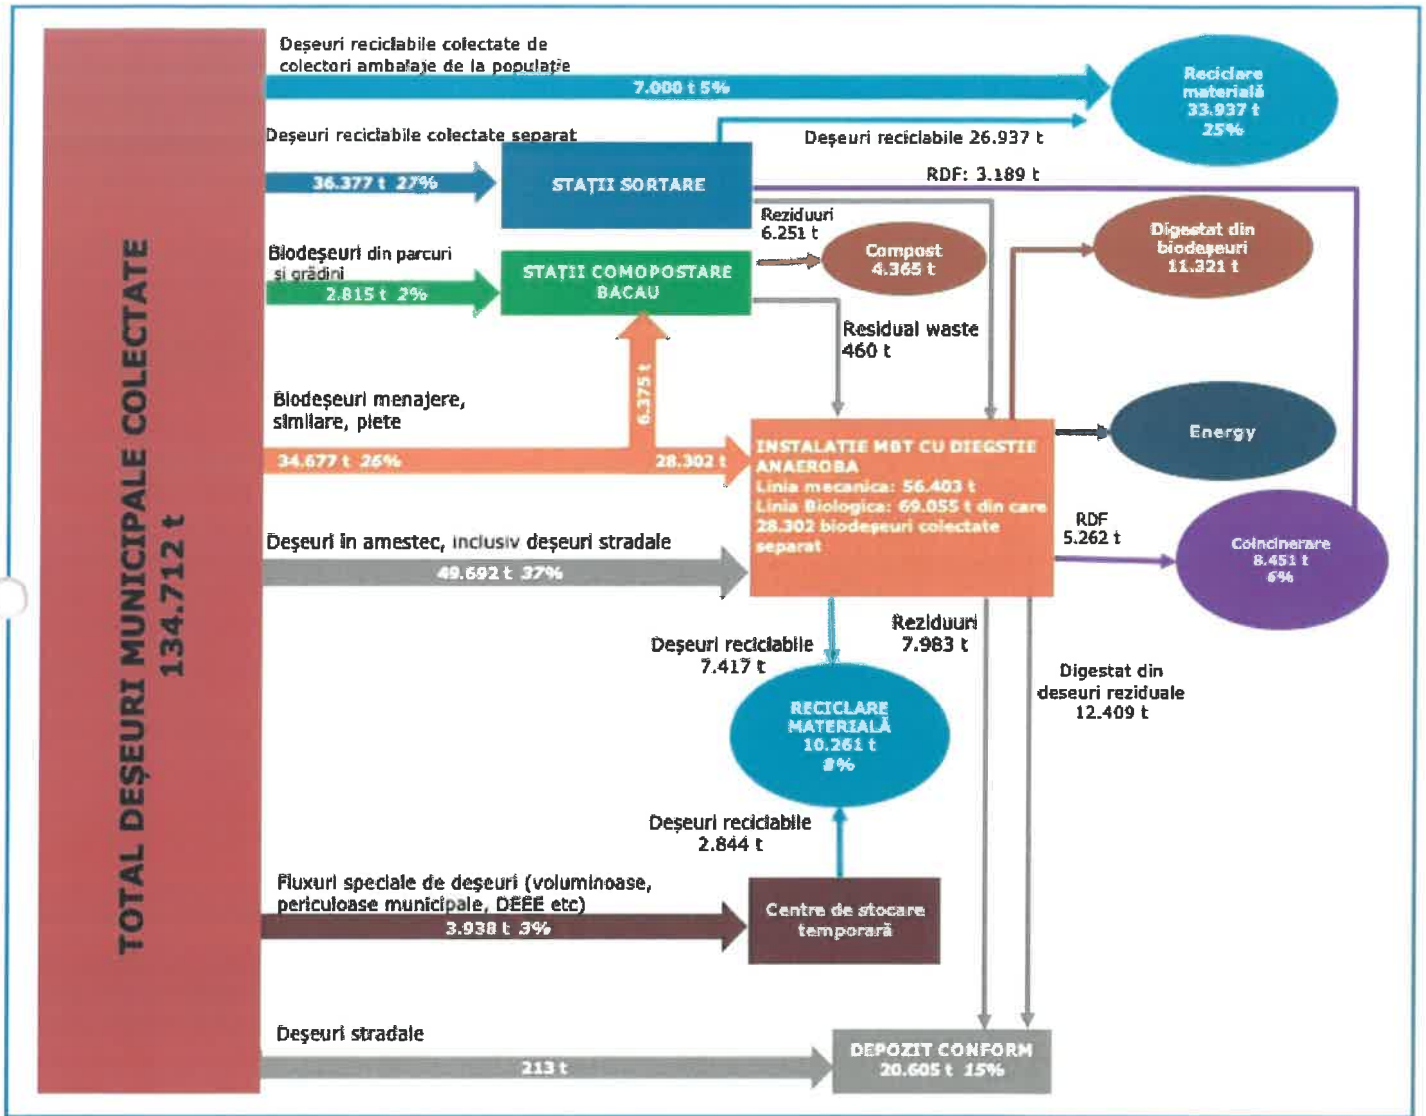 TOTAL DEȘEURI MUNICIPALE COLECTATE
134.712 t
Deșeuri reciclabile colectate de
colectori ambalaje de la populație
7.000 t 5%
Reciclare
materială
33.937 t
25%
Deșeuri reciclabile colectate separat
36.377 t 27%
STAȚII SORTARE
Deșeuri reciclabile 26.937 t
RDF: 3.189 t
Reziduuri
6.251 t
Biodeșeuri din parcuri
si grădini
2.815 t 2%
STAȚII COMOPOSTARE
BACAU
Compost
4.365 t
Digestat din
biodeșeuri
11.321 t
Residual waste
460 t
6.375 t
Biodeșeuri menajere,
similare, piete
34.677 t 26%
28.302 t
INSTALATIE MBT CU DIEGSTIE
ANAEROBA
Linia mecanica: 56.403 t
Linia Biologica: 69.055 t din care
28.302 biodeșeuri colectate
separat
Energy
RDF
5.262 t
Coincinerare
8.451 t
6%
Deșeuri în amestec, inclusiv deșeuri stradale
49.692 t 37%
Deșeuri reciclabile
7.417 t
Reziduuri
7.983 t
Digestat din
deseuri reziduale
12.409 t
RECICLARE
MATERIALĂ
10.261 t
8%
Deșeuri reciclabile
2.844 t
Fluxuri speciale de deșeuri (voluminoase,
periculoase municipale, DEEE etc)
3.938 t 3%
Centre de stocare
temporară
Deșeuri stradale
213 t
DEPOZIT CONFORM
20.605 t 15%